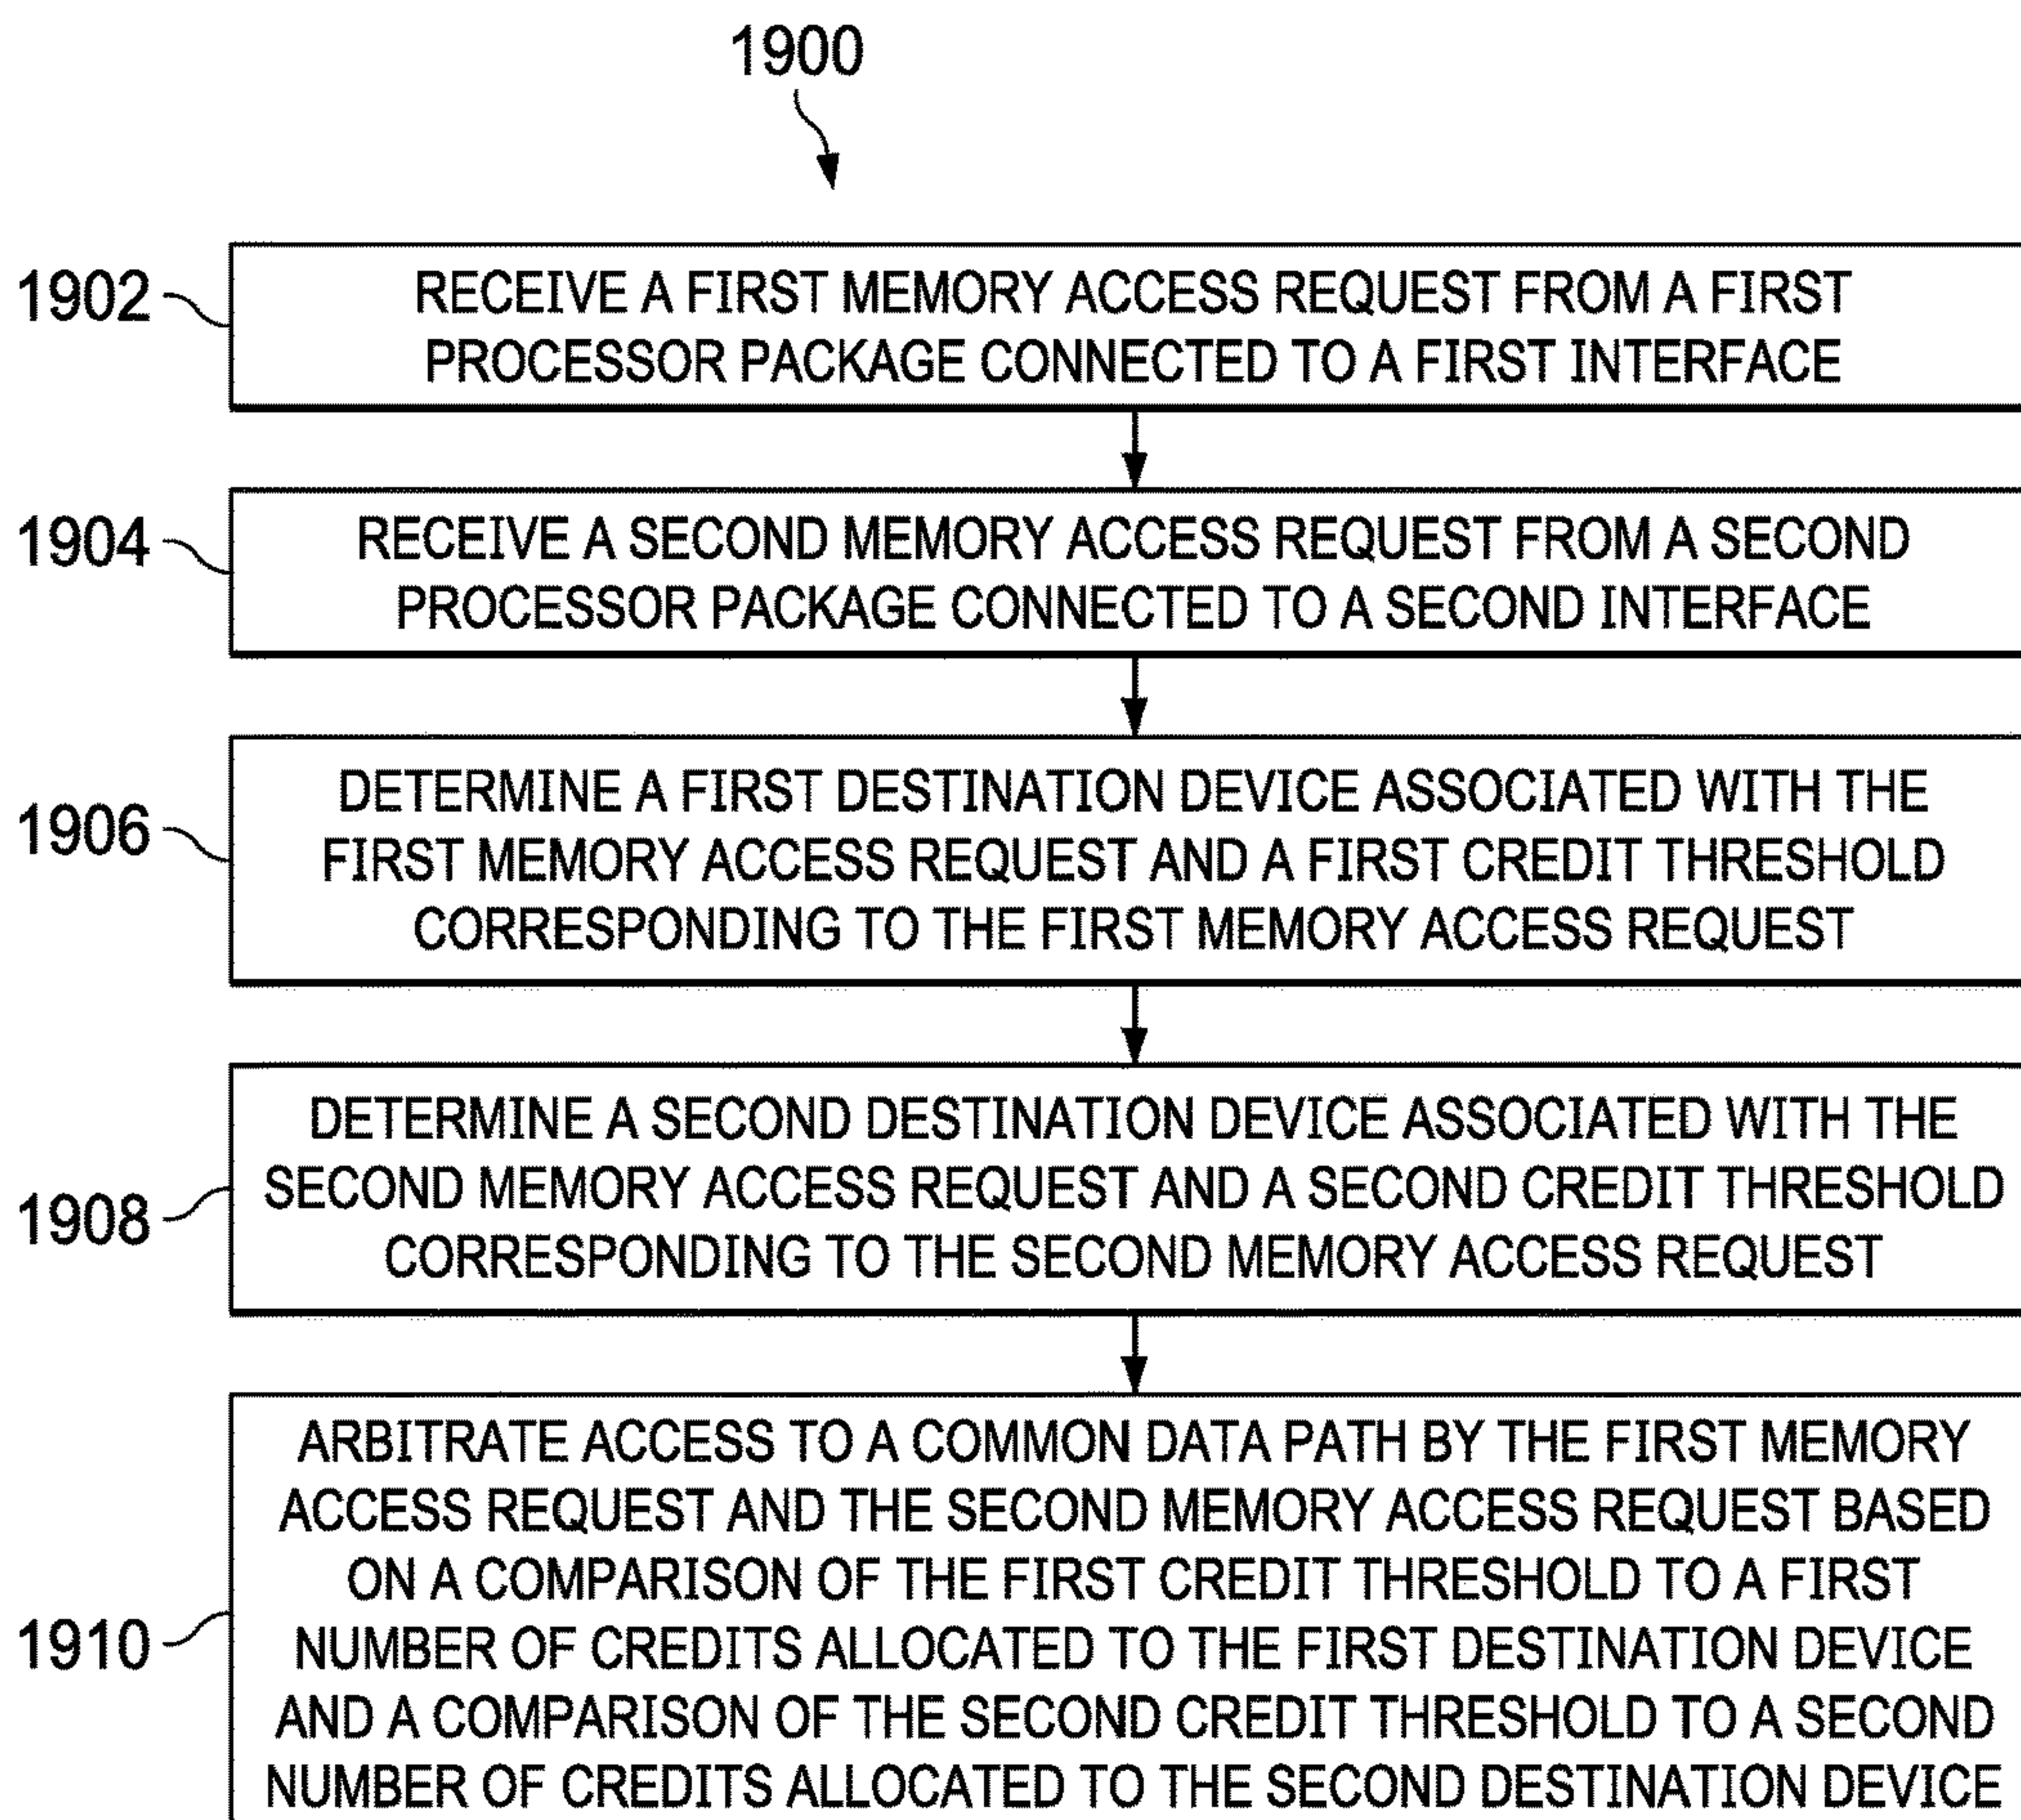 1900
1902
RECEIVE A FIRST MEMORY ACCESS REQUEST FROM A FIRST
PROCESSOR PACKAGE CONNECTED TO A FIRST INTERFACE
1904
RECEIVE A SECOND MEMORY ACCESS REQUEST FROM A SECOND
PROCESSOR PACKAGE CONNECTED TO A SECOND INTERFACE
1906
DETERMINE A FIRST DESTINATION DEVICE ASSOCIATED WITH THE
FIRST MEMORY ACCESS REQUEST AND A FIRST CREDIT THRESHOLD
CORRESPONDING TO THE FIRST MEMORY ACCESS REQUEST
1908
DETERMINE A SECOND DESTINATION DEVICE ASSOCIATED WITH THE
SECOND MEMORY ACCESS REQUEST AND A SECOND CREDIT THRESHOLD
CORRESPONDING TO THE SECOND MEMORY ACCESS REQUEST
1910
ARBITRATE ACCESS TO A COMMON DATA PATH BY THE FIRST MEMORY
ACCESS REQUEST AND THE SECOND MEMORY ACCESS REQUEST BASED
ON A COMPARISON OF THE FIRST CREDIT THRESHOLD TO A FIRST
NUMBER OF CREDITS ALLOCATED TO THE FIRST DESTINATION DEVICE
AND A COMPARISON OF THE SECOND CREDIT THRESHOLD TO A SECOND
NUMBER OF CREDITS ALLOCATED TO THE SECOND DESTINATION DEVICE